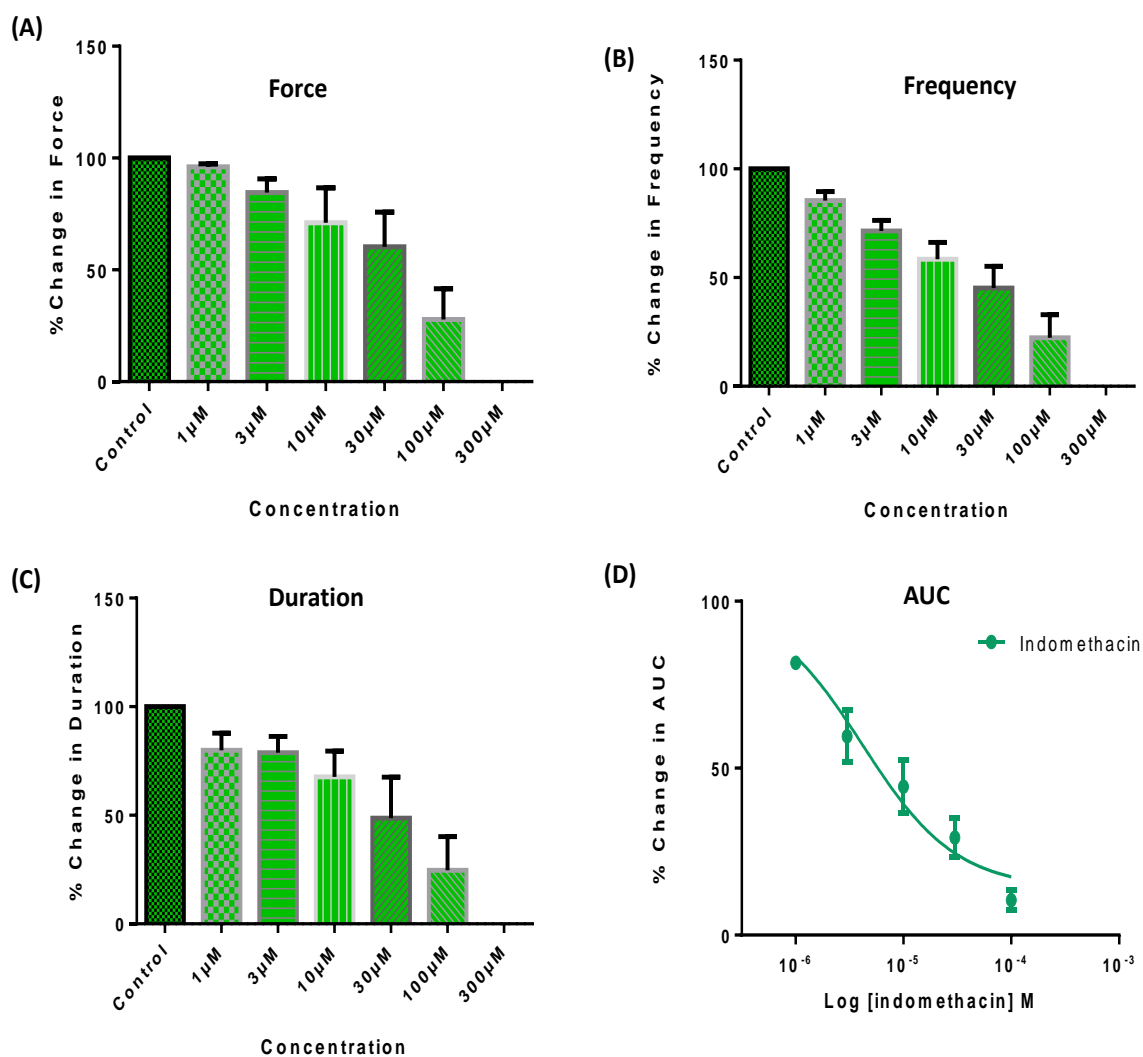 (A)
Force
% Change in Force
150
100
50
0
Control
1µM
3µM
10µM
30µM
100µM
300µM
Concentration
(B)
Frequency
% Change in Frequency
150
100
50
0
Control
1µM
3µM
10µM
30µM
100µM
300µM
Concentration
(C)
Duration
% Change in Duration
150
100
50
0
Control
1µM
3µM
10µM
30µM
100µM
300µM
Concentration
(D)
AUC
% Change in AUC
100
50
0
Indomethacin
10⁻⁶
10⁻⁵
10⁻⁴
10⁻³
Log [indomethacin] M